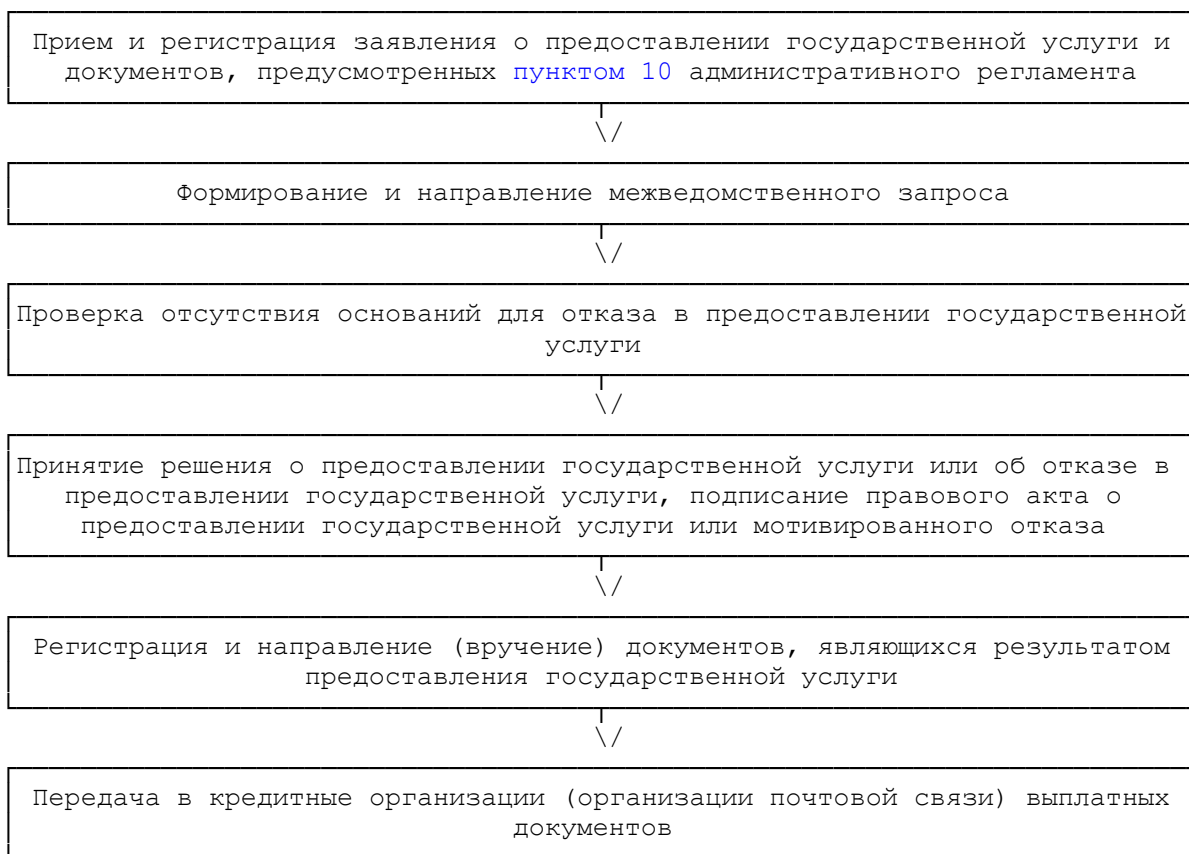 Прием и регистрация заявления о предоставлении государственной услуги и
документов, предусмотренных пунктом 10 административного регламента
\/
Формирование и направление межведомственного запроса
\/
Проверка отсутствия оснований для отказа в предоставлении государственной
услуги
\/
Принятие решения о предоставлении государственной услуги или об отказе в
предоставлении государственной услуги, подписание правового акта о
предоставлении государственной услуги или мотивированного отказа
\/
Регистрация и направление (вручение) документов, являющихся результатом
предоставления государственной услуги
\/
Передача в кредитные организации (организации почтовой связи) выплатных
документов